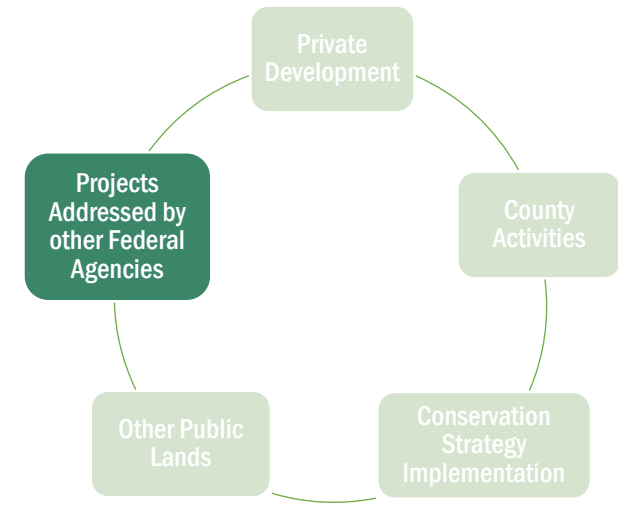 Private
Development
Projects
Addressed by
other Federal
Agencies
County
Activities
Other Public
Lands
Conservation
Strategy
Implementation